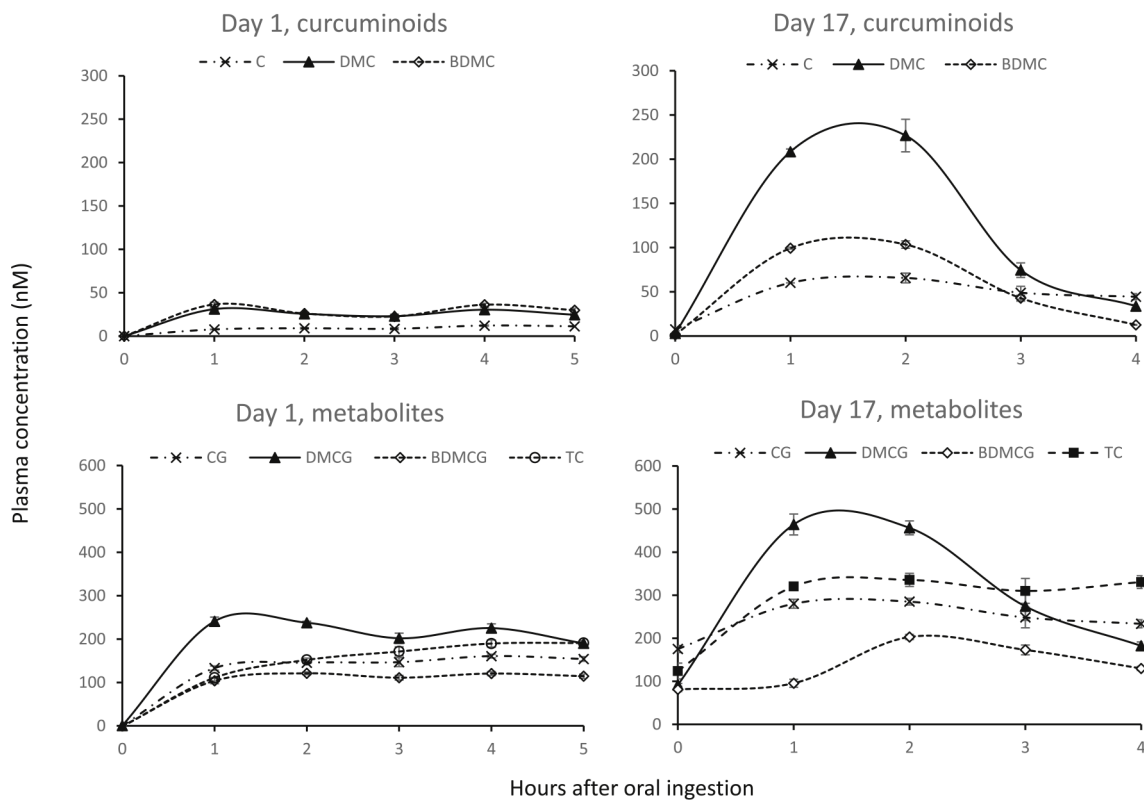 Day 1, curcuminoids
C DMC BDMC
300
250
200
150
100
50
0
0 1 2 3 4 5
Day 17, curcuminoids
C DMC BDMC
300
250
200
150
100
50
0
0 1 2 3 4
Plasma concentration (nM)
Day 1, metabolites
CG DMCG BDMCG TC
600
500
400
300
200
100
0
0 1 2 3 4 5
Day 17, metabolites
CG DMCG BDMCG TC
600
500
400
300
200
100
0
0 1 2 3 4
Hours after oral ingestion